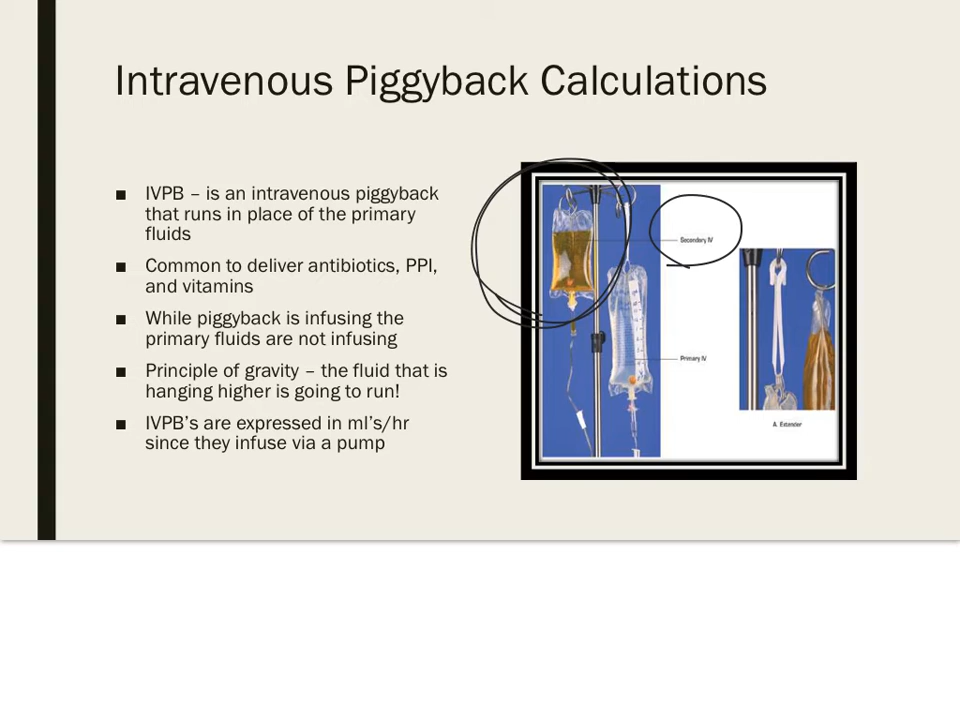 Intravenous Piggyback Calculations
■ IVPB – is an intravenous piggyback
that runs in place of the primary
fluids
■ Common to deliver antibiotics, PPI,
and vitamins
■ While piggyback is infusing the
primary fluids are not infusing
■ Principle of gravity – the fluid that is
hanging higher is going to run!
■ IVPB's are expressed in ml's/hr
since they infuse via a pump
Secondary IV
Primary IV
A. Extender